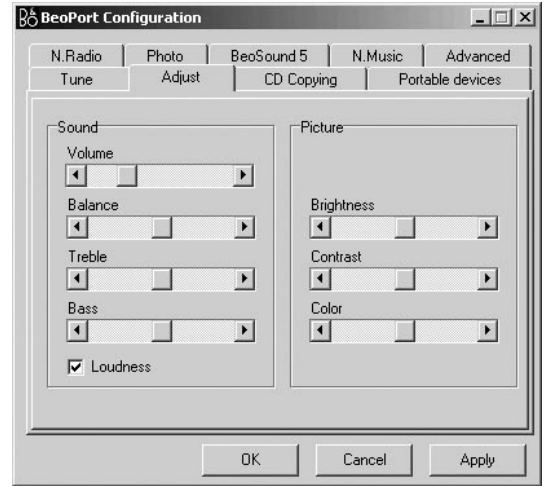 B&O BeoPort Configuration
N.Radio Photo BeoSound 5 N.Music Advanced
Tune Adjust CD Copying Portable devices
Sound Picture
Volume
Balance Brightness
Treble Contrast
Bass Color
Loudness
OK Cancel Apply